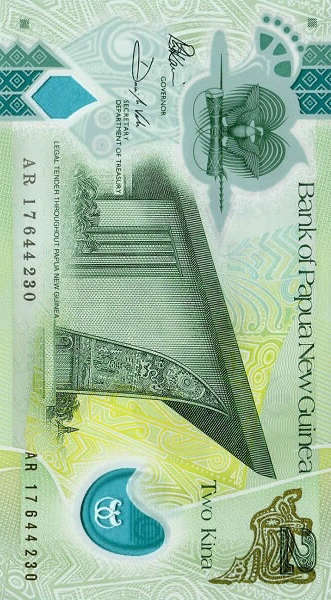 Bank of Papua New Guinea
GOVERNOR
SECRETARY
DEPARTMENT OF TREASURY
LEGAL TENDER THROUGHOUT PAPUA NEW GUINEA
AR 17644230
AR 17644230
Two Kina
2